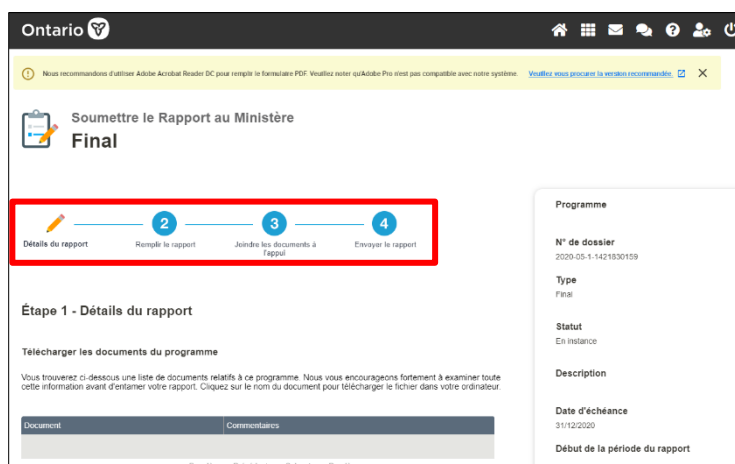 Ontario
Nous recommandons d'utiliser Adobe Acrobat Reader DC pour remplir le formulaire PDF. Veuillez noter qu'Adobe Pro n'est pas compatible avec notre système. Veuillez vous procurer la version recommandée.
Soumettre le Rapport au Ministère
Final
2
3
4
Détails du rapport
Remplir le rapport
Joindre les documents à
l'appui
Envoyer le rapport
Étape 1 - Détails du rapport
Télécharger les documents du programme
Vous trouverez ci-dessous une liste de documents relatifs à ce programme. Nous vous encourageons fortement à examiner toute
cette information avant d'entamer votre rapport. Cliquez sur le nom du document pour télécharger le fichier dans votre ordinateur.
Document Commentaires
Programme
N° de dossier
2020-05-1-1421830159
Type
Final
Statut
En instance
Description
Date d'échéance
31/12/2020
Début de la période du rapport